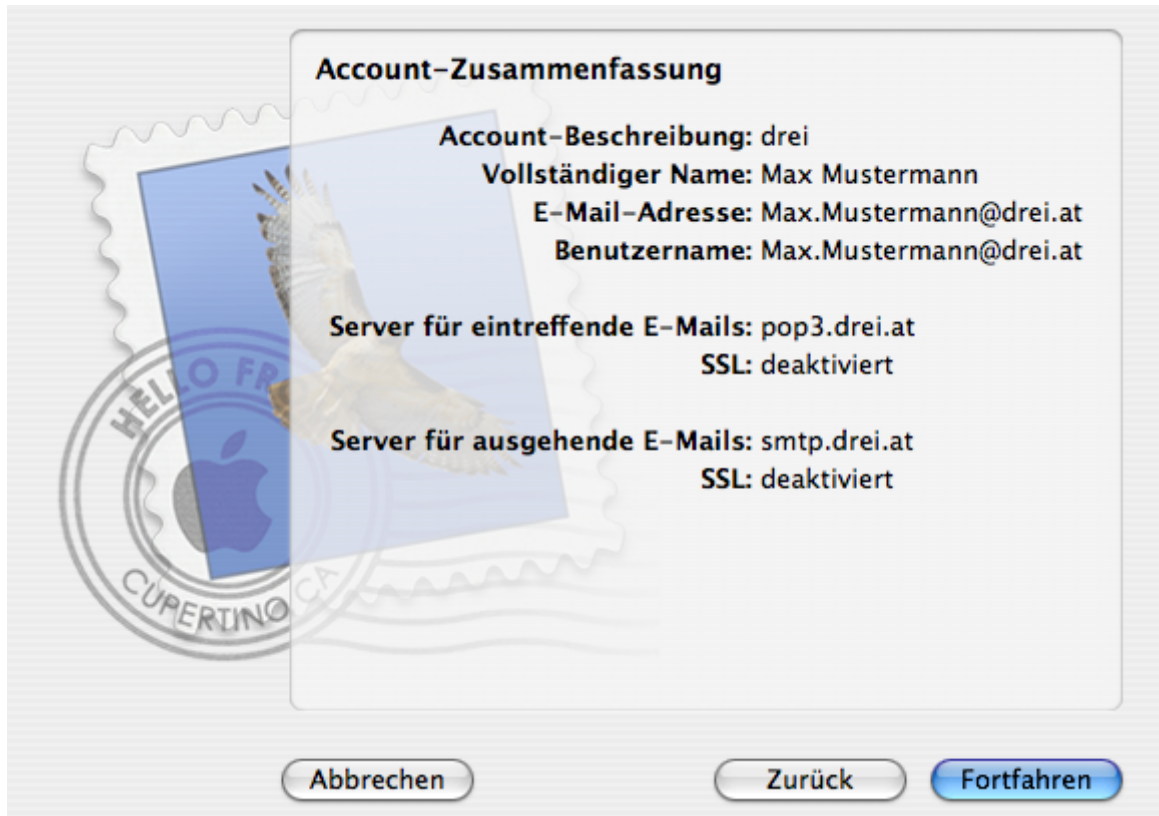 Account-Zusammenfassung
Account-Beschreibung: drei
Vollständiger Name: Max Mustermann
E-Mail-Adresse: Max.Mustermann@drei.at
Benutzername: Max.Mustermann@drei.at
Server für eintreffende E-Mails: pop3.drei.at
SSL: deaktiviert
Server für ausgehende E-Mails: smtp.drei.at
SSL: deaktiviert
HELLO FR
CUPERTINO CA
Abbrechen
Zurück
Fortfahren